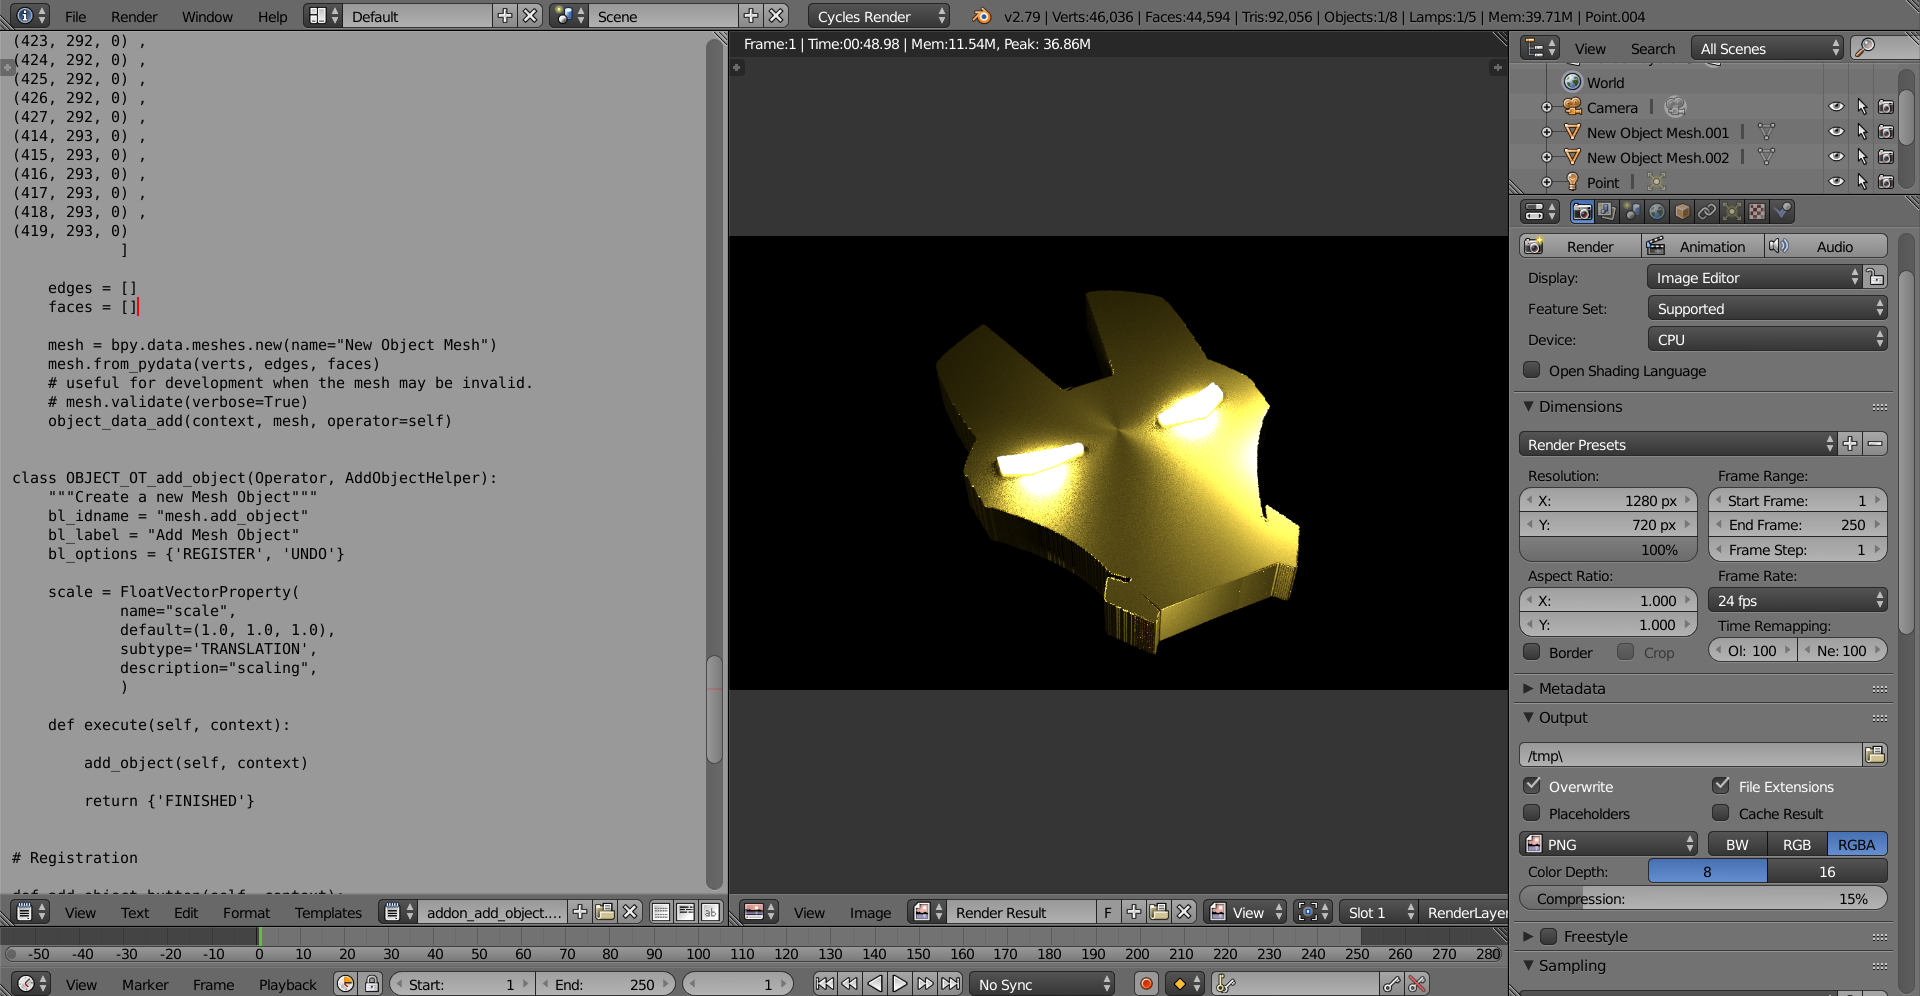 File Render Window Help Default Scene Cycles Render v2.79 | Verts:46,036 | Faces:44,594 | Tris:92,056 | Objects:1/8 | Lamps:1/5 | Mem:39.71M | Point.004
(423, 292, 0) ,
(424, 292, 0) ,
(425, 292, 0) ,
(426, 292, 0) ,
(427, 292, 0) ,
(414, 293, 0) ,
(415, 293, 0) ,
(416, 293, 0) ,
(417, 293, 0) ,
(418, 293, 0) ,
(419, 293, 0)
]
edges = []
faces = []
mesh = bpy.data.meshes.new(name="New Object Mesh")
mesh.from_pydata(verts, edges, faces)
# useful for development when the mesh may be invalid.
# mesh.validate(verbose=True)
object_data_add(context, mesh, operator=self)
class OBJECT_OT_add_object(Operator, AddObjectHelper):
"""Create a new Mesh Object"""
bl_idname = "mesh.add_object"
bl_label = "Add Mesh Object"
bl_options = {'REGISTER', 'UNDO'}
scale = FloatVectorProperty(
name="scale",
default=(1.0, 1.0, 1.0),
subtype='TRANSLATION',
description="scaling",
)
def execute(self, context):
add_object(self, context)
return {'FINISHED'}
# Registration
def add_object_button(self, context):
View Text Edit Format Templates addon_add_object....
Frame:1 | Time:00:48.98 | Mem:11.54M, Peak: 36.86M
View Image Render Result F View Slot 1 RenderLayer
View Search All Scenes
World
Camera
New Object Mesh.001
New Object Mesh.002
Point
Render Animation Audio
Display: Image Editor
Feature Set: Supported
Device: CPU
Open Shading Language
Dimensions
Render Presets
Resolution: Frame Range:
X: 1280 px Start Frame: 1
Y: 720 px End Frame: 250
100% Frame Step: 1
Aspect Ratio: Frame Rate:
X: 1.000 24 fps
Y: 1.000 Time Remapping:
Border Crop Ol: 100 Ne: 100
Metadata
Output
/tmp\
Overwrite File Extensions
Placeholders Cache Result
PNG BW RGB RGBA
Color Depth: 8 16
Compression: 15%
Freestyle
Sampling
-50 -40 -30 -20 -10 0 10 20 30 40 50 60 70 80 90 100 110 120 130 140 150 160 170 180 190 200 210 220 230 240 250 260 270 280
View Marker Frame Playback Start: 1 End: 250 1 No Sync